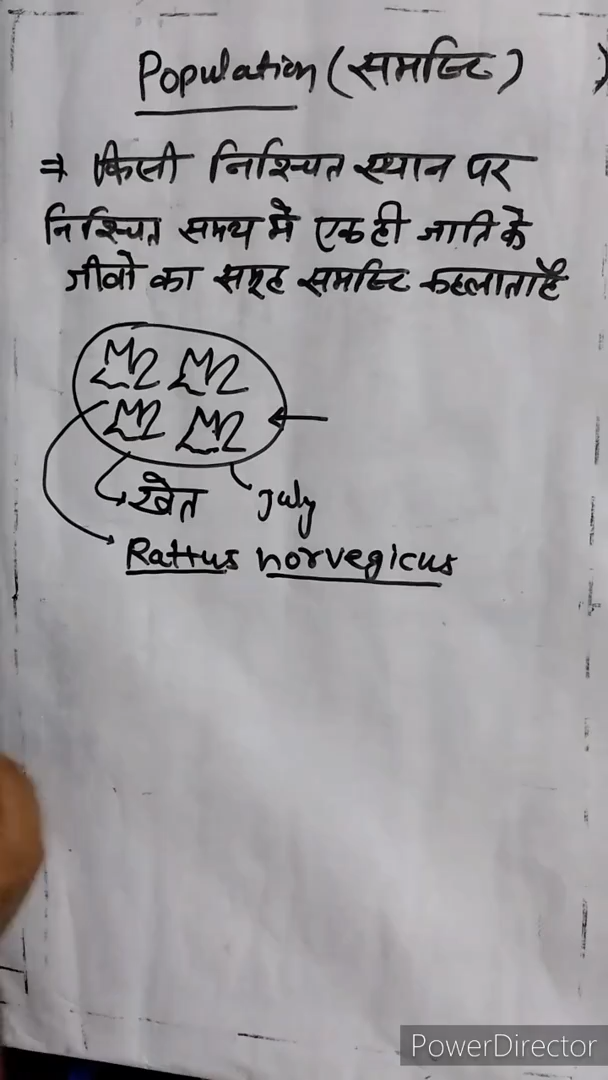 Population (समष्टि)
⇒ किसी निश्चित स्थान पर
निश्चित समय में एक ही जाति के
जीवो का समूह समष्टि कहलाता है
खेत July
Rattus norvegicus
PowerDirector